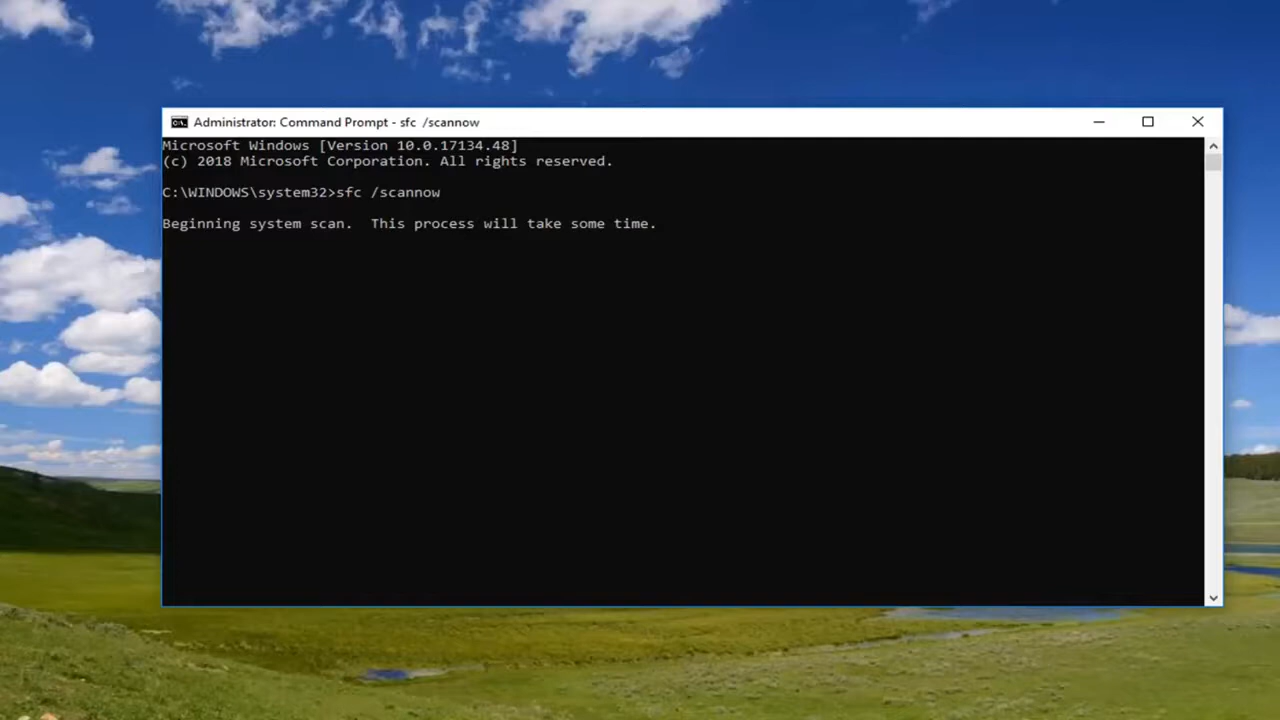 Administrator: Command Prompt - sfc  /scannow
Microsoft Windows [Version 10.0.17134.48]
(c) 2018 Microsoft Corporation. All rights reserved.
C:\WINDOWS\system32>sfc /scannow
Beginning system scan.  This process will take some time.